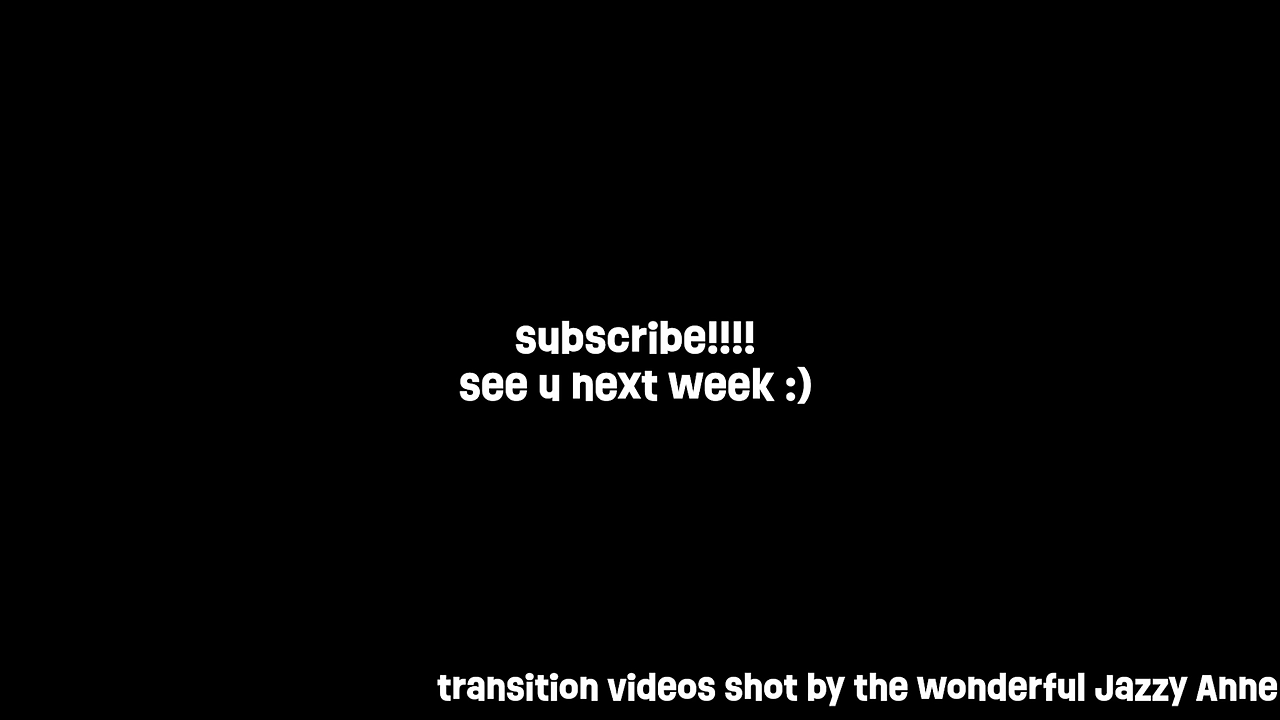 subscribe!!!!
see u next week :)
transition videos shot by the wonderful Jazzy Anne